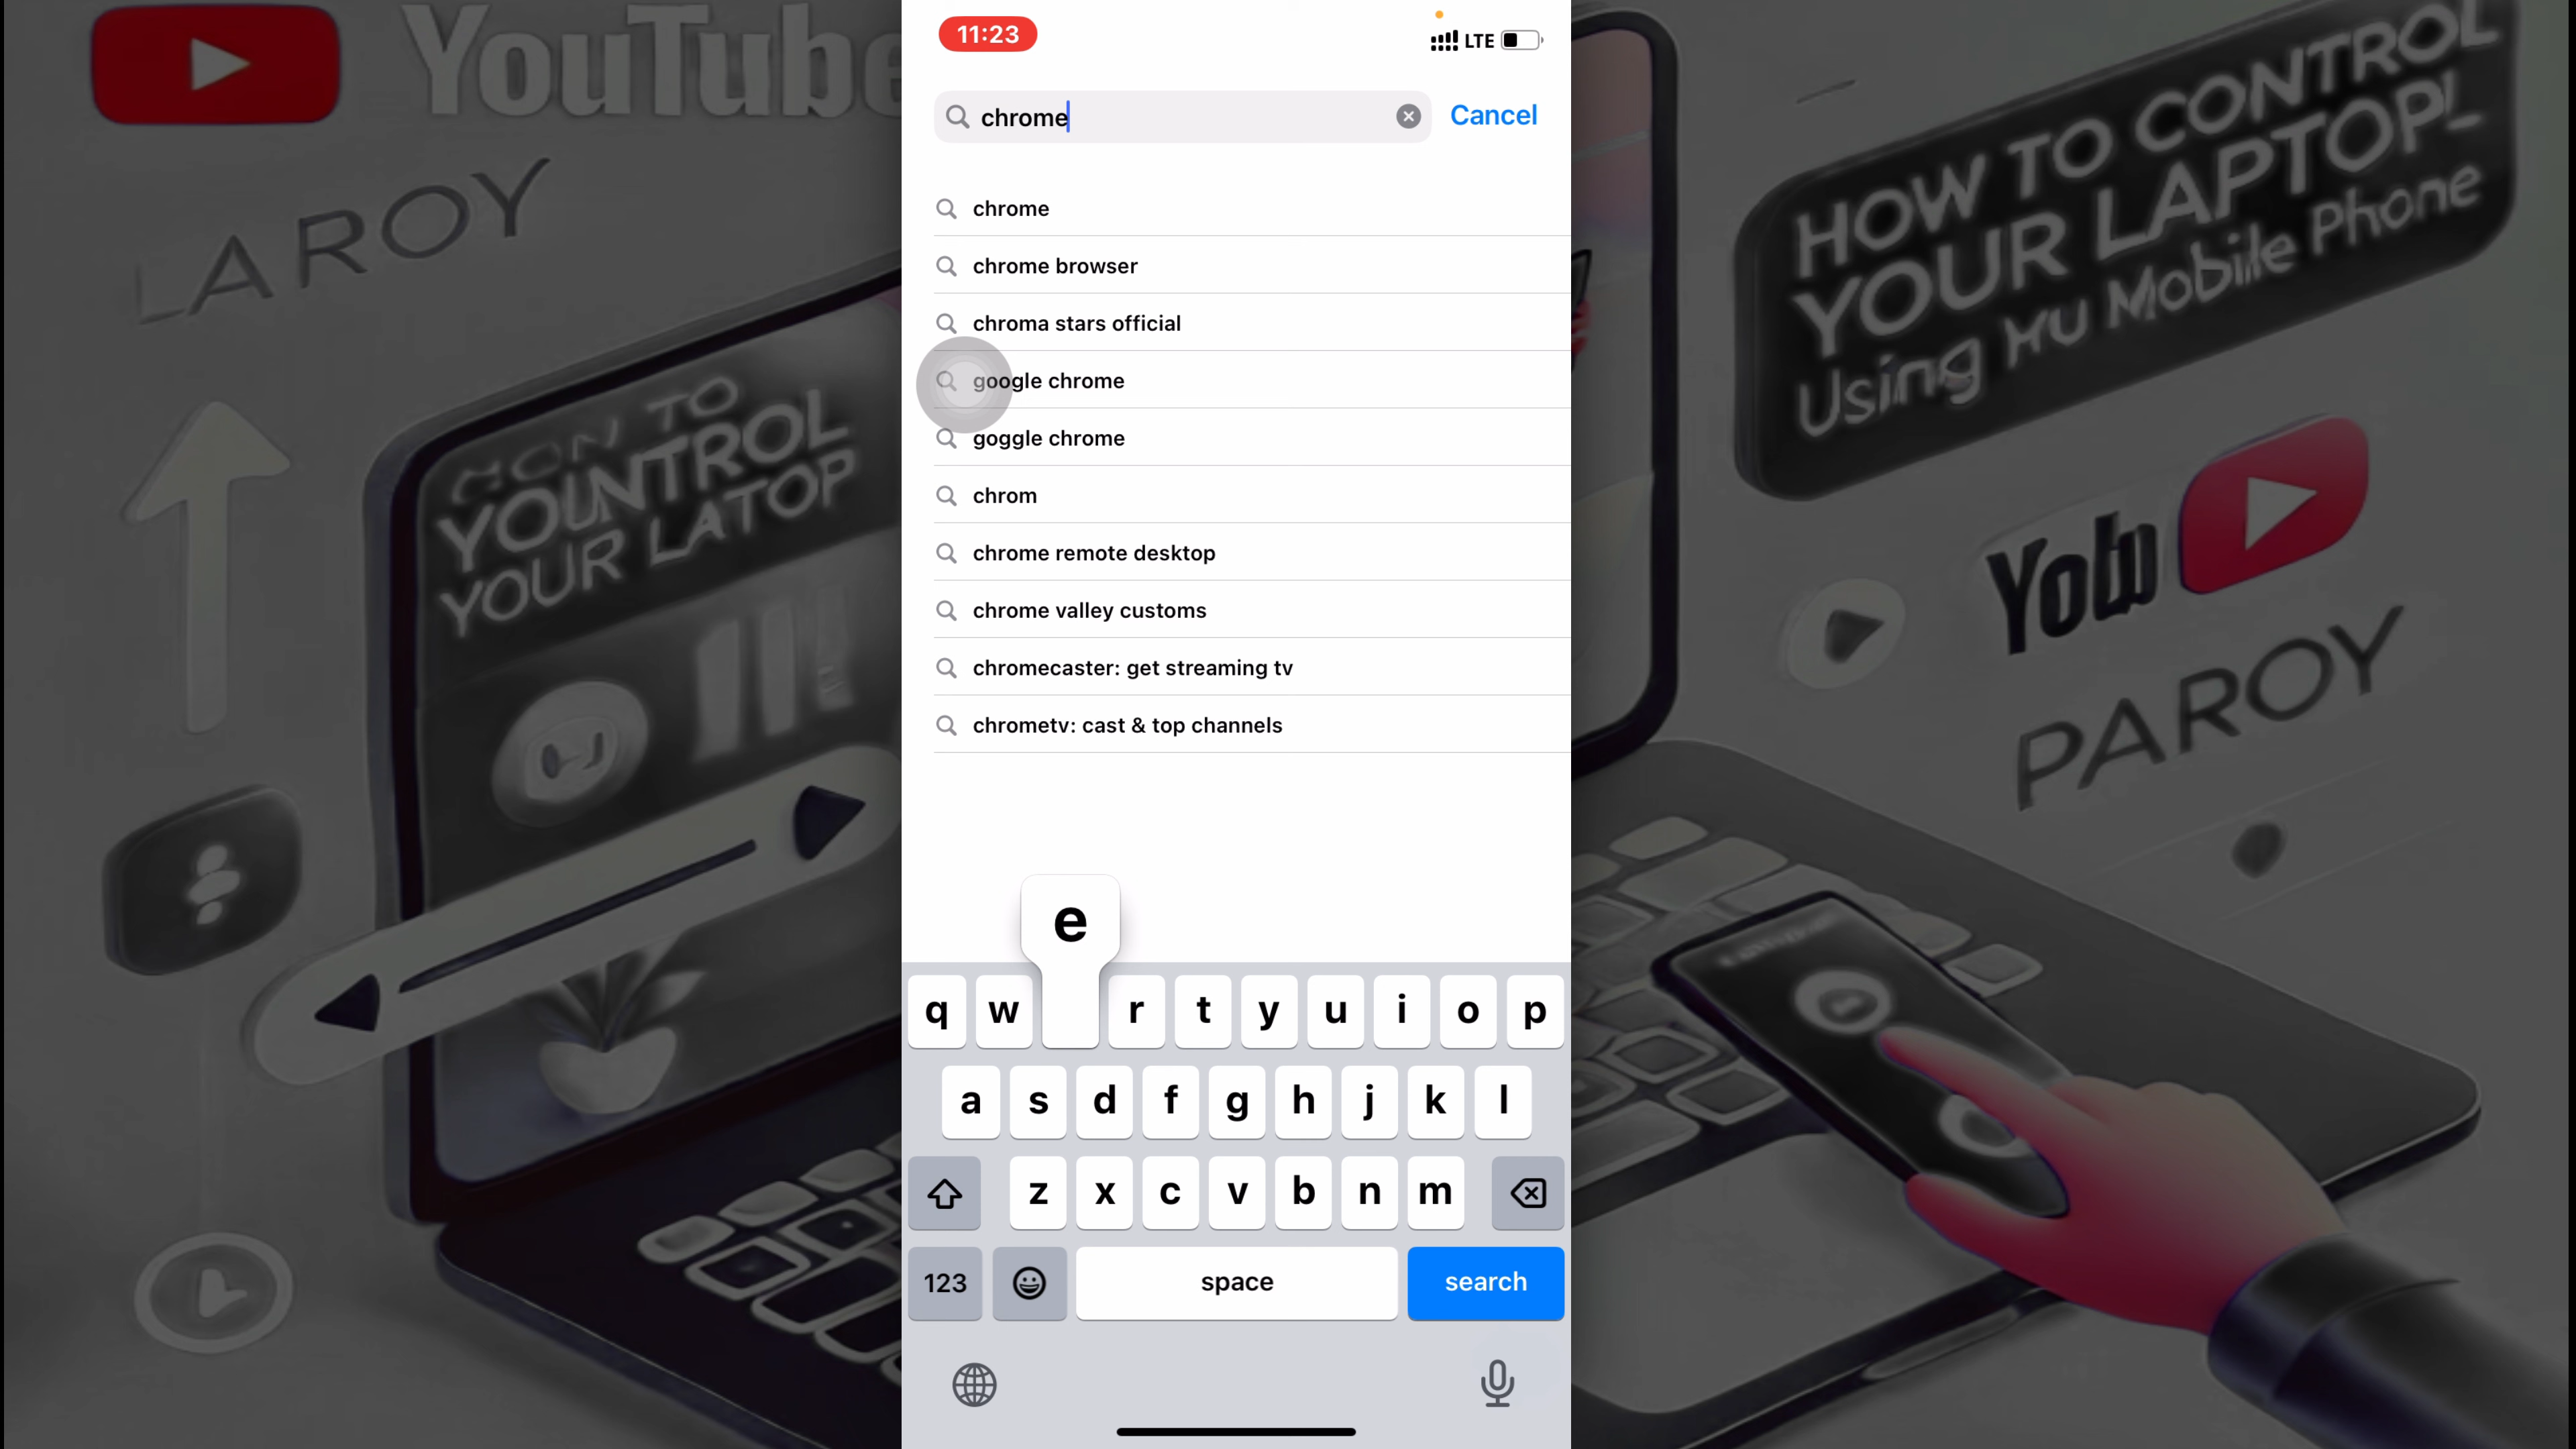 YouTube
LAROY
YOUNTROL
YOUR LATOP
11:23
LTE
chrome
Cancel
chrome
chrome browser
chroma stars official
google chrome
goggle chrome
chrom
chrome remote desktop
chrome valley customs
chromecaster: get streaming tv
chrometv: cast & top channels
e
q w r t y u i o p
a s d f g h j k l
z x c v b n m
123 space search
HOW TO CONTROL
YOUR LAPTOP
Using Mobile Phone
PAROY